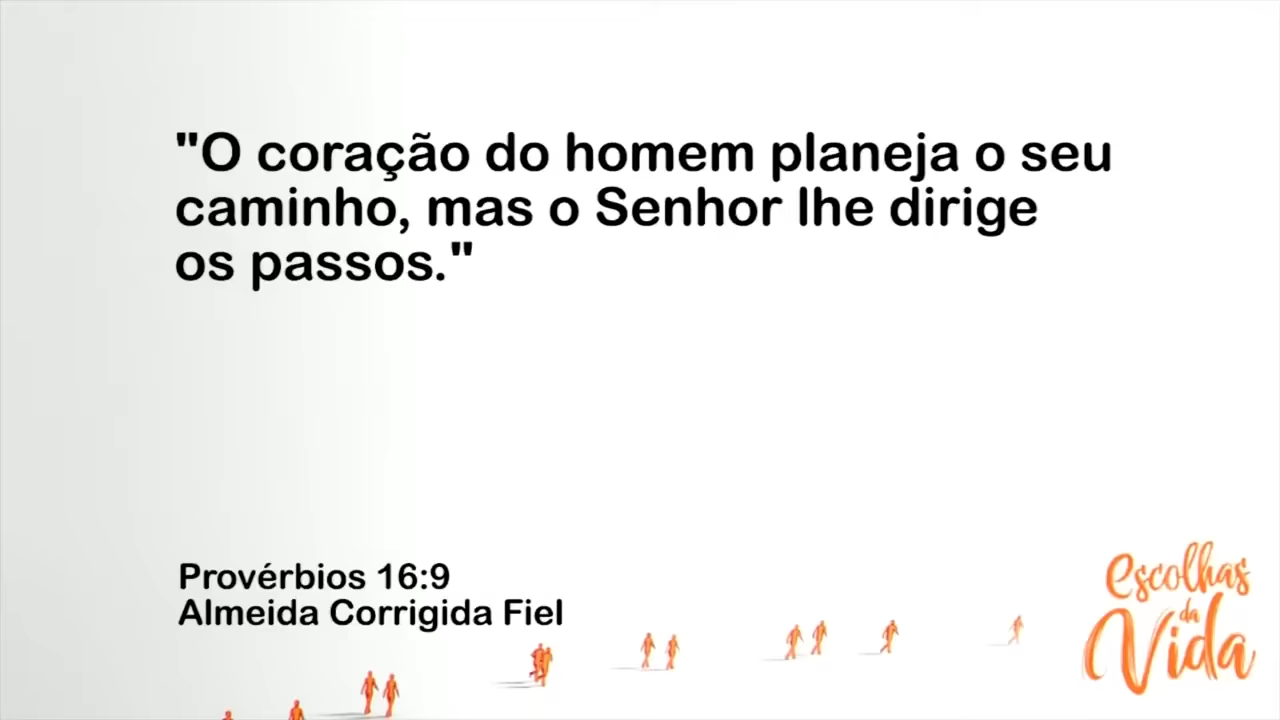 "O coração do homem planeja o seu
caminho, mas o Senhor lhe dirige
os passos."
Provérbios 16:9
Almeida Corrigida Fiel
Escolhas
da
Vida